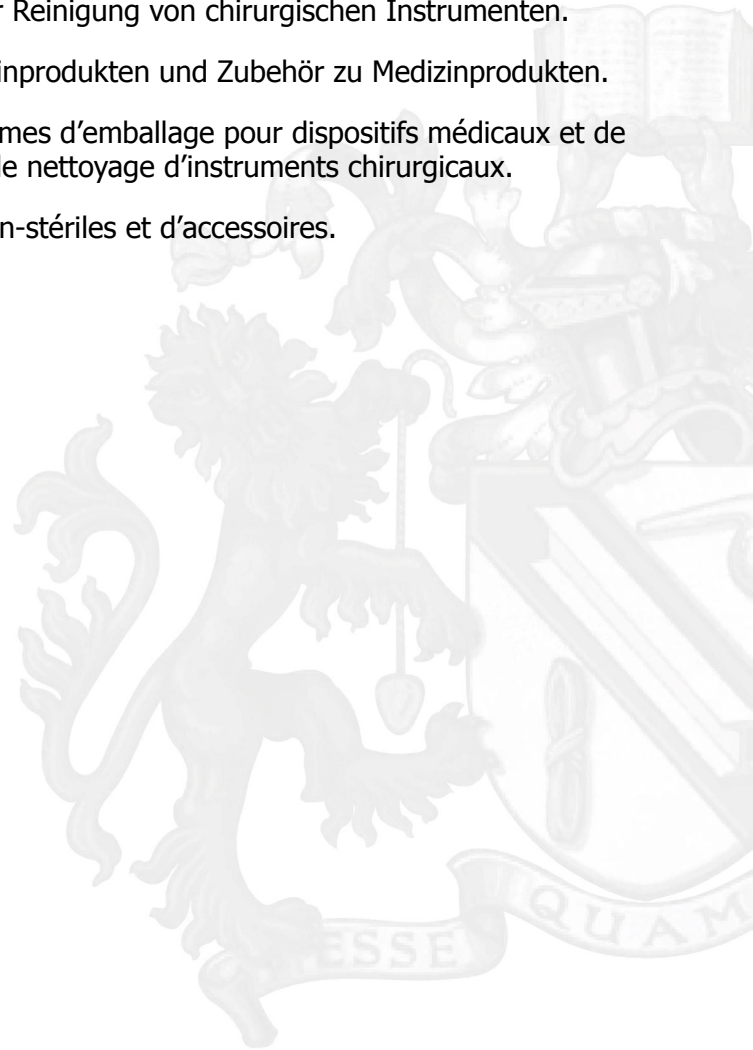 r Reinigung von chirurgischen Instrumenten.
inprodukten und Zubehör zu Medizinprodukten.
mes d’emballage pour dispositifs médicaux et de
le nettoyage d’instruments chirurgicaux.
n-stériles et d’accessoires.
ESSE
QUAM